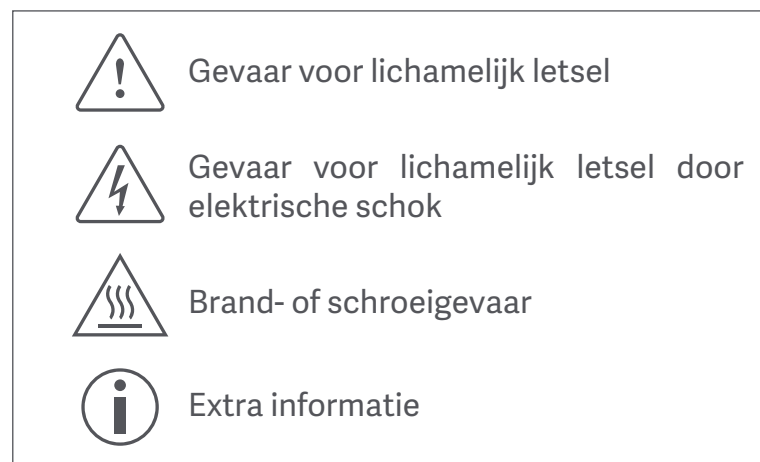 Gevaar voor lichamelijk letsel
Gevaar voor lichamelijk letsel door
elektrische schok
Brand- of schroeigevaar
Extra informatie